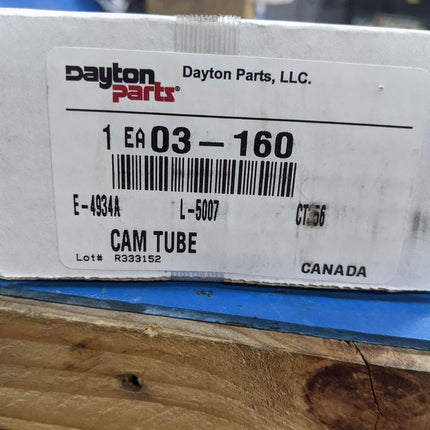 Dayton parts®
Dayton Parts, LLC.
1 EA 03-160
E-4934A L-5007
CAM TUBE
Lot# R333152
CANADA